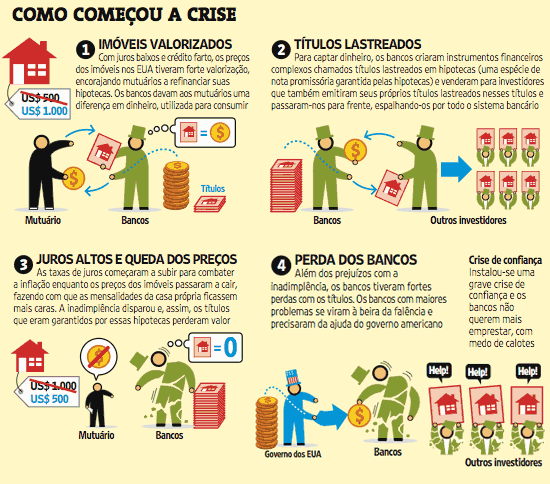 COMO COMEÇOU A CRISE
1 IMÓVEIS VALORIZADOS
Com juros baixos e crédito farto, os preços
dos imóveis nos EUA tiveram forte valorização,
encorajando mutuários a refinanciar suas
hipotecas. Os bancos davam aos mutuários uma
diferença em dinheiro, utilizada para consumir
US$ 500
US$ 1.000
=
$
$
Títulos
Mutuário
Bancos
2 TÍTULOS LASTREADOS
Para captar dinheiro, os bancos criaram instrumentos financeiros
complexos chamados títulos lastreados em hipotecas (uma espécie de
nota promissória garantida pelas hipotecas) e venderam para investidores
que também emitiram seus próprios títulos lastreados nesses títulos e
passaram-nos para frente, espalhando-os por todo o sistema bancário
$
Bancos
Outros investidores
3 JUROS ALTOS E QUEDA DOS PREÇOS
As taxas de juros começaram a subir para combater
a inflação enquanto os preços dos imóveis passaram a cair,
fazendo com que as mensalidades da casa própria ficassem
mais caras. A inadimplência disparou e, assim, os títulos
que eram garantidos por essas hipotecas perderam valor
US$ 1.000
US$ 500
$
= 0
Mutuário
Bancos
4 PERDA DOS BANCOS
Além dos prejuízos com a
inadimplência, os bancos tiveram fortes
perdas com os títulos. Os bancos com maiores
problemas se viram à beira da falência e
precisaram da ajuda do governo americano
$
Governo dos EUA
Bancos
Crise de confiança
Instalou-se uma
grave crise de
confiança e os
bancos não
querem mais
emprestar, com
medo de calotes
Help!
Help!
Help!
Outros investidores